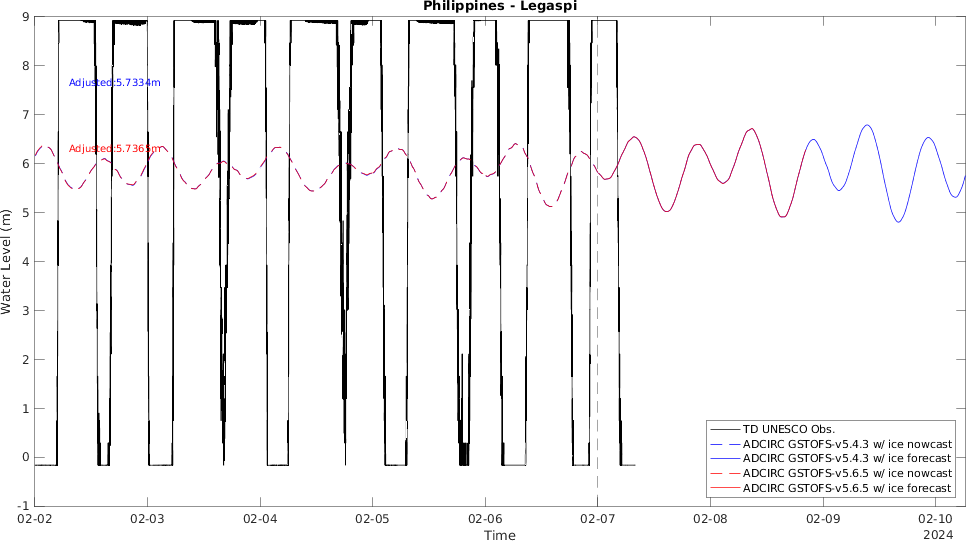 Philippines - Legaspi
9
8
7
6
5
4
3
2
1
0
-1
Water Level (m)
Adjusted:5.7334m
Adjusted:5.7365m
TD UNESCO Obs.
ADCIRC GSTOFS-v5.4.3 w/ ice nowcast
ADCIRC GSTOFS-v5.4.3 w/ ice forecast
ADCIRC GSTOFS-v5.6.5 w/ ice nowcast
ADCIRC GSTOFS-v5.6.5 w/ ice forecast
02-02 02-03 02-04 02-05 02-06 02-07 02-08 02-09 02-10
Time
2024